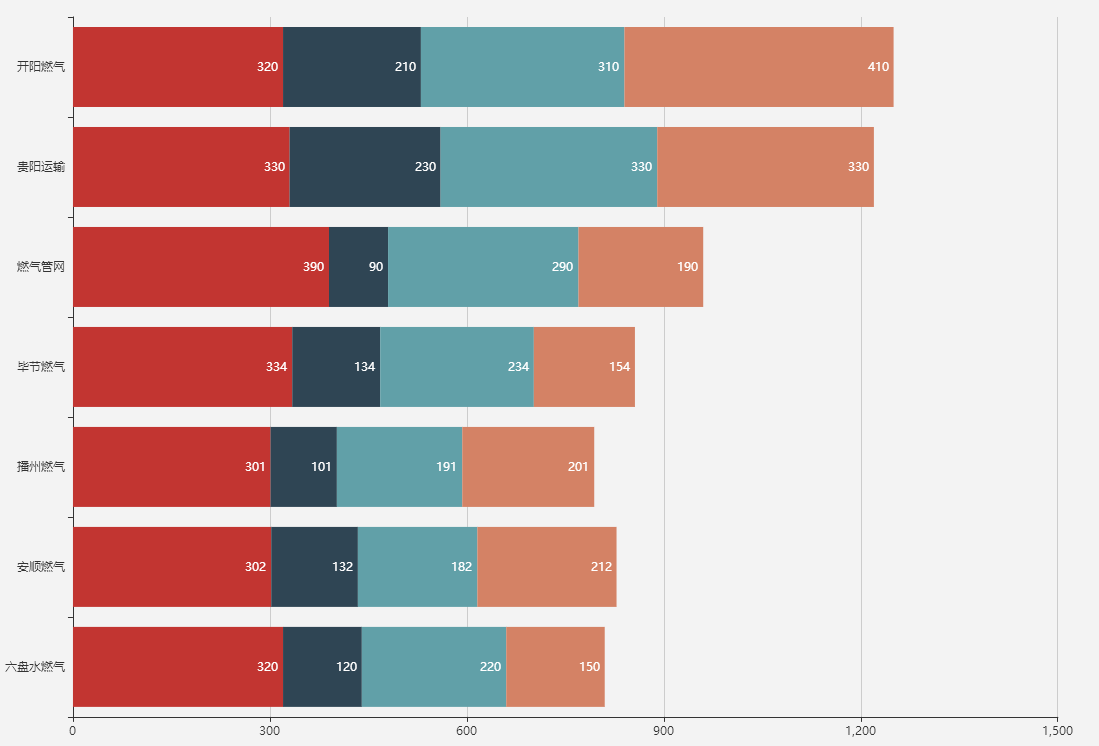 开阳燃气 320 210 310 410
贵阳运输 330 230 330 330
燃气管网 390 90 290 190
毕节燃气 334 134 234 154
播州燃气 301 101 191 201
安顺燃气 302 132 182 212
六盘水燃气 320 120 220 150
0 300 600 900 1,200 1,500